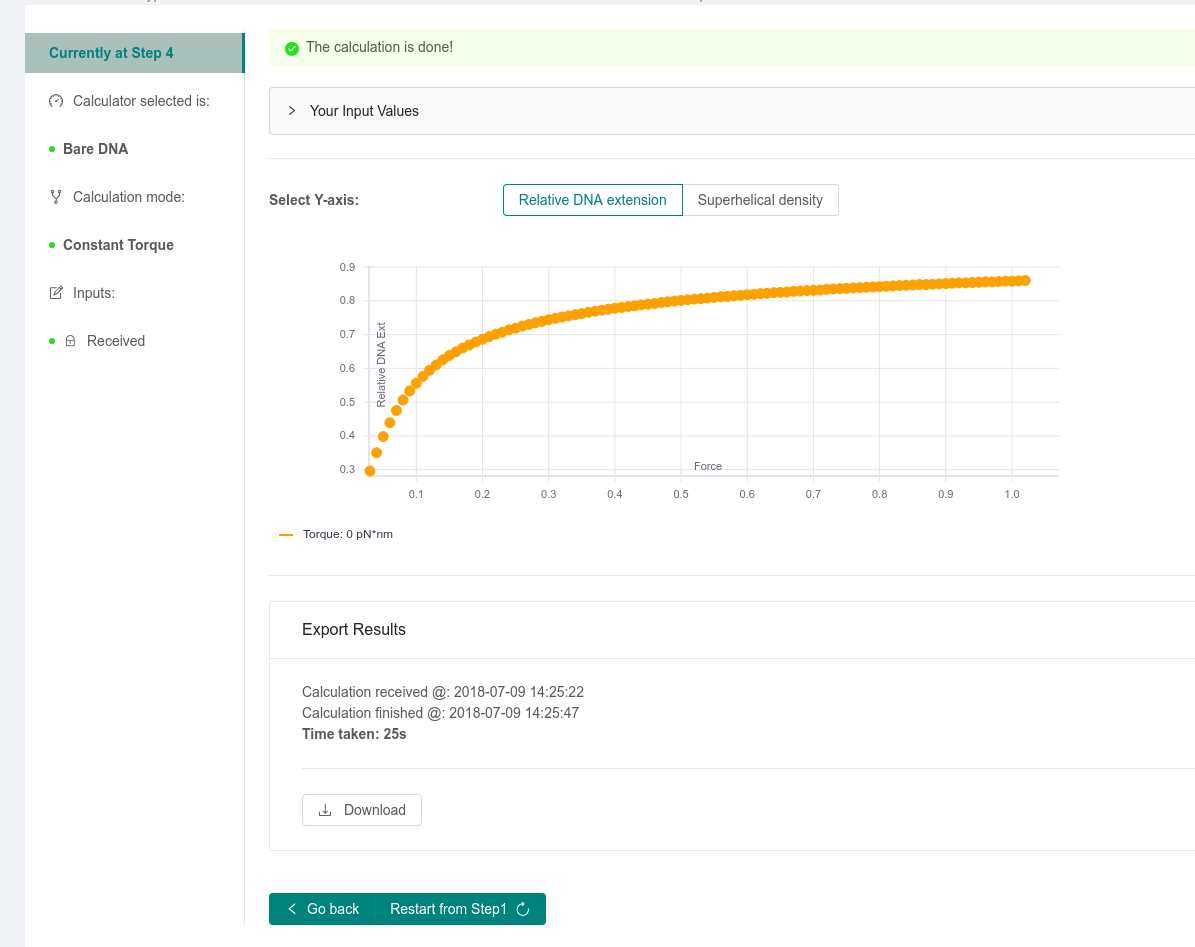 Currently at Step 4
Calculator selected is:
Bare DNA
Calculation mode:
Constant Torque
Inputs:
Received
The calculation is done!
Your Input Values
Select Y-axis:
Relative DNA extension
Superhelical density
0.9
0.8
0.7
0.6
0.5
0.4
0.3
Relative DNA Ext
Force
0.1 0.2 0.3 0.4 0.5 0.6 0.7 0.8 0.9 1.0
Torque: 0 pN*nm
Export Results
Calculation received @: 2018-07-09 14:25:22
Calculation finished @: 2018-07-09 14:25:47
Time taken: 25s
Download
Go back
Restart from Step1